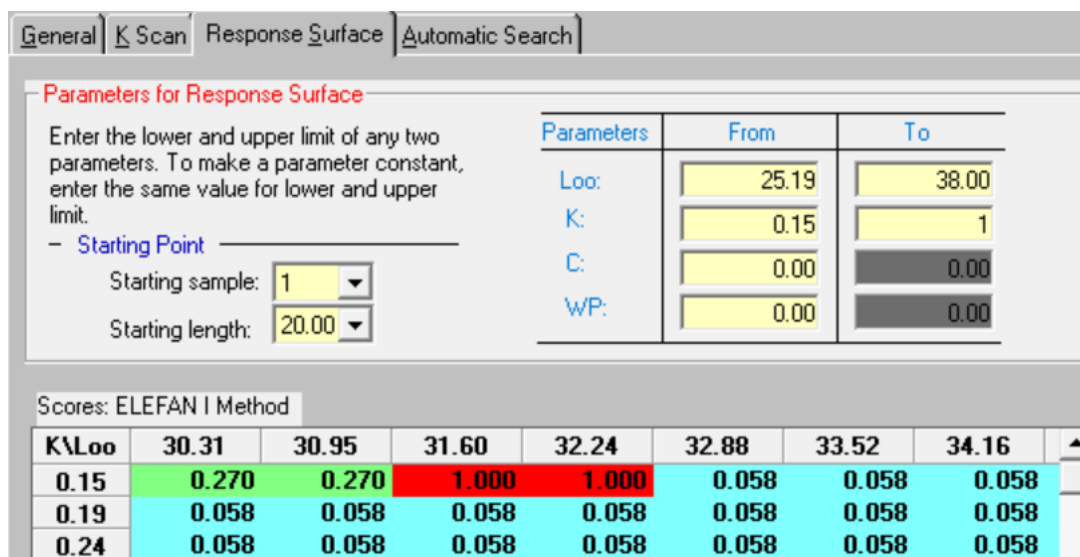 General K Scan Response Surface Automatic Search
Parameters for Response Surface
Enter the lower and upper limit of any two
parameters. To make a parameter constant,
enter the same value for lower and upper
limit.
Starting Point
Starting sample: 1
Starting length: 20.00
Parameters From To
Loo: 25.19 38.00
K: 0.15 1
C: 0.00 0.00
WP: 0.00 0.00
Scores: ELEFAN I Method
K\Loo 30.31 30.95 31.60 32.24 32.88 33.52 34.16
0.15 0.270 0.270 1.000 1.000 0.058 0.058 0.058
0.19 0.058 0.058 0.058 0.058 0.058 0.058 0.058
0.24 0.058 0.058 0.058 0.058 0.058 0.058 0.058